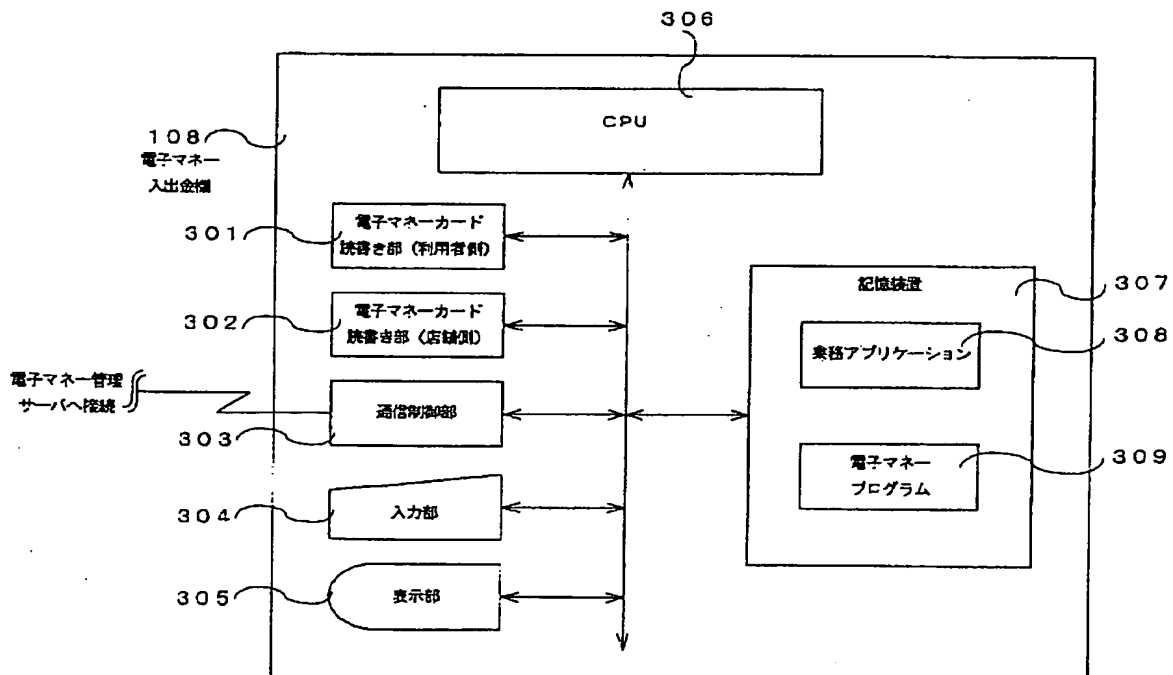 306
CPU
108
電子マネー
入出金機
301
電子マネーカード
読書き部（利用者側）
302
電子マネーカード
読書き部（店舗側）
電子マネー管理
サーバへ接続
303
通信制御部
304
入力部
305
表示部
記憶装置
307
業務アプリケーション
308
電子マネー
プログラム
309